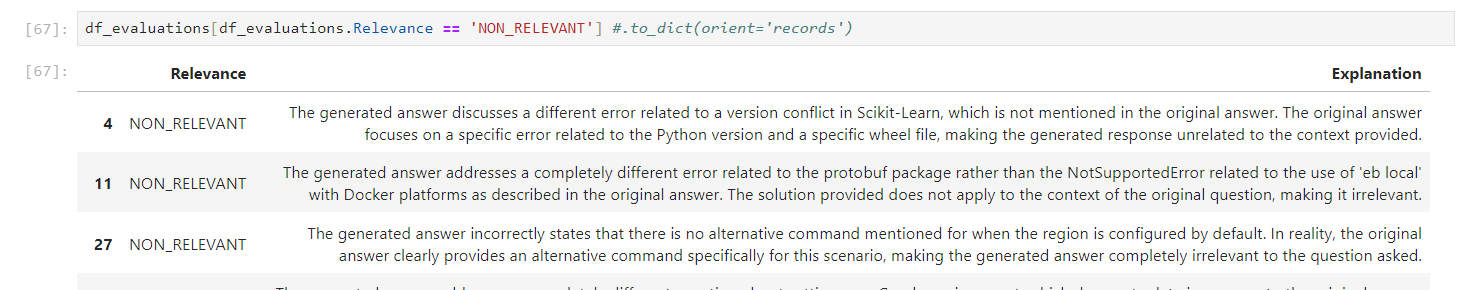 [67]: df_evaluations[df_evaluations.Relevance == 'NON_RELEVANT'] #.to_dict(orient='records')
[67]:
Relevance Explanation
4 NON_RELEVANT The generated answer discusses a different error related to a version conflict in Scikit-Learn, which is not mentioned in the original answer. The original answer
focuses on a specific error related to the Python version and a specific wheel file, making the generated response unrelated to the context provided.
11 NON_RELEVANT The generated answer addresses a completely different error related to the protobuf package rather than the NotSupportedError related to the use of 'eb local'
with Docker platforms as described in the original answer. The solution provided does not apply to the context of the original question, making it irrelevant.
27 NON_RELEVANT The generated answer incorrectly states that there is no alternative command mentioned for when the region is configured by default. In reality, the original
answer clearly provides an alternative command specifically for this scenario, making the generated answer completely irrelevant to the question asked.